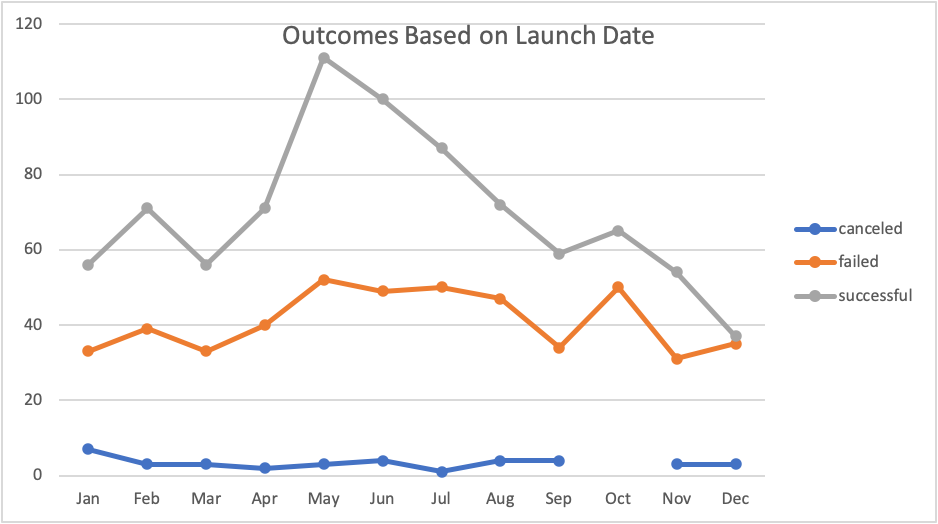 Outcomes Based on Launch Date
120
100
80
60
40
20
0
Jan Feb Mar Apr May Jun Jul Aug Sep Oct Nov Dec
canceled
failed
successful